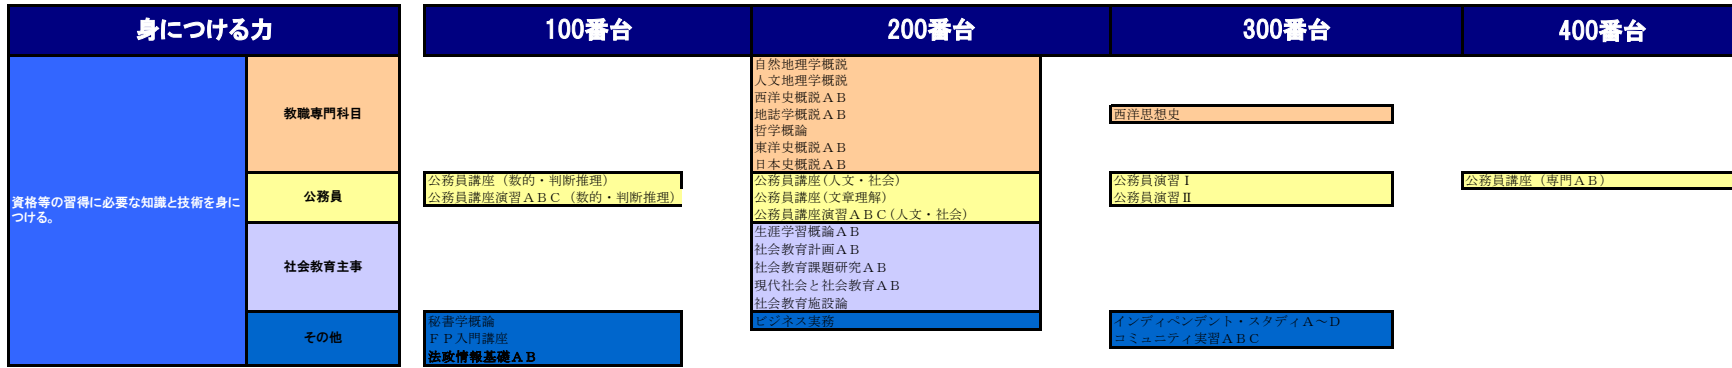 身につける力
100番台
200番台
300番台
400番台
資格等の習得に必要な知識と技術を身に
つける。
教職専門科目
自然地理学概説
人文地理学概説
西洋史概説ＡＢ
地誌学概説ＡＢ
哲学概論
東洋史概説ＡＢ
日本史概説ＡＢ
西洋思想史
公務員
公務員講座（数的・判断推理）
公務員講座演習ＡＢＣ（数的・判断推理）
公務員講座(人文・社会)
公務員講座(文章理解)
公務員講座演習ＡＢＣ(人文・社会)
公務員演習Ⅰ
公務員演習Ⅱ
公務員講座（専門ＡＢ）
社会教育主事
生涯学習概論ＡＢ
社会教育計画ＡＢ
社会教育課題研究ＡＢ
現代社会と社会教育ＡＢ
社会教育施設論
その他
秘書学概論
ＦＰ入門講座
法政情報基礎ＡＢ
ビジネス実務
インディペンデント・スタディＡ～Ｄ
コミュニティ実習ＡＢＣ